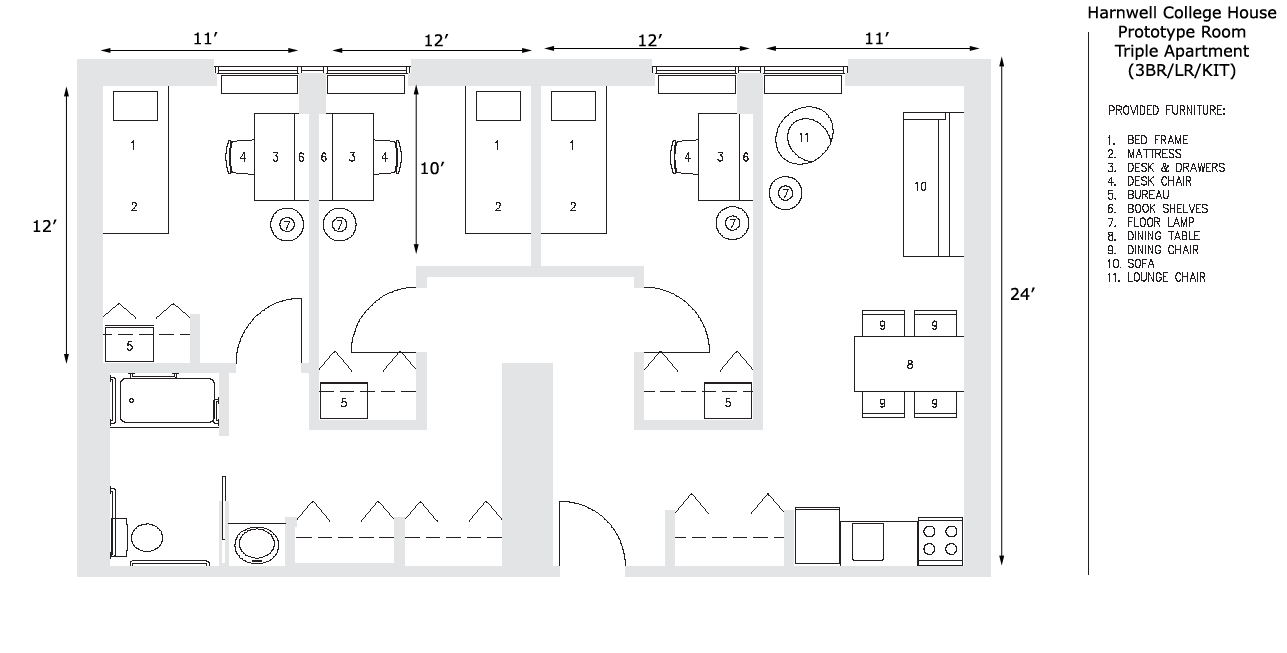 Harnwell College House
Prototype Room
Triple Apartment
(3BR/LR/KIT)
PROVIDED FURNITURE:
1. BED FRAME
2. MATTRESS
3. DESK & DRAWERS
4. DESK CHAIR
5. BUREAU
6. BOOK SHELVES
7. FLOOR LAMP
8. DINING TABLE
9. DINING CHAIR
10. SOFA
11. LOUNGE CHAIR
11’ 12’ 12’ 11’
1 4 3 6 6 3 4 1 1 4 3 6 11
10’
2 7 7 2 2 7 7 10
12’
24’
9 9
5 8
5 5 9 9